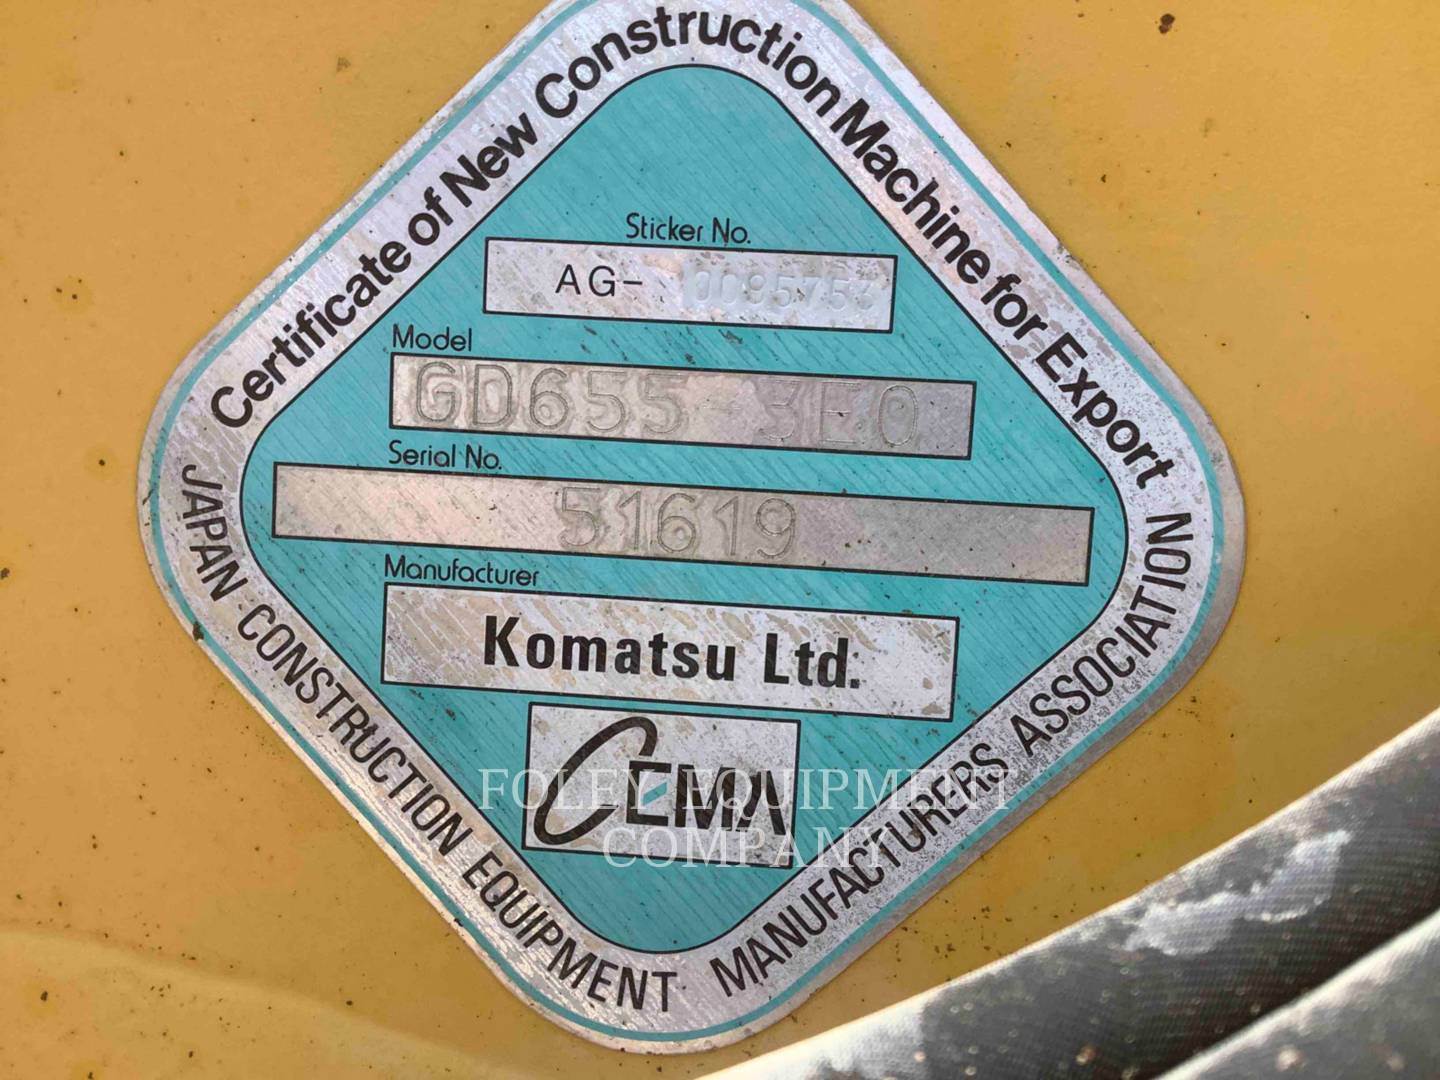 Certificate of New Construction Machine for Export
Sticker No.
AG- 0095753
Model
GD655-3E0
Serial No.
51619
Manufacturer
Komatsu Ltd.
CEMA
FOLEY EQUIPMENT
COMPANY
JAPAN CONSTRUCTION EQUIPMENT MANUFACTURERS ASSOCIATION